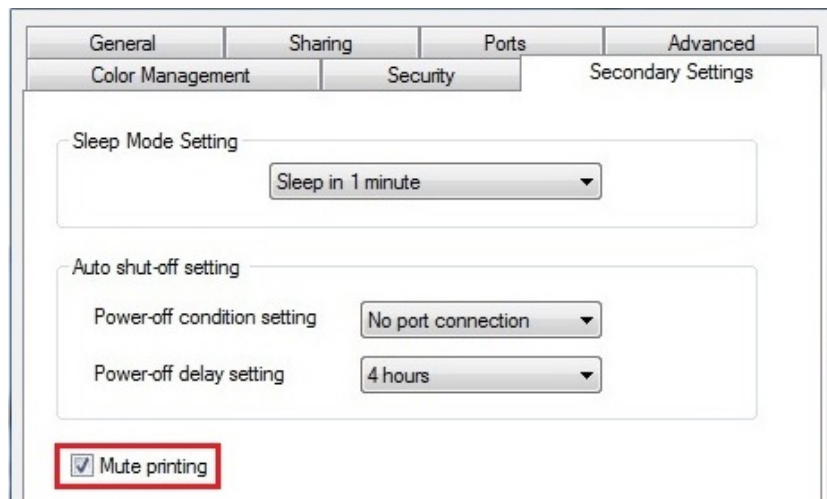 General Sharing Ports Advanced
Color Management Security Secondary Settings
Sleep Mode Setting
Sleep in 1 minute
Auto shut-off setting
Power-off condition setting No port connection
Power-off delay setting 4 hours
Mute printing